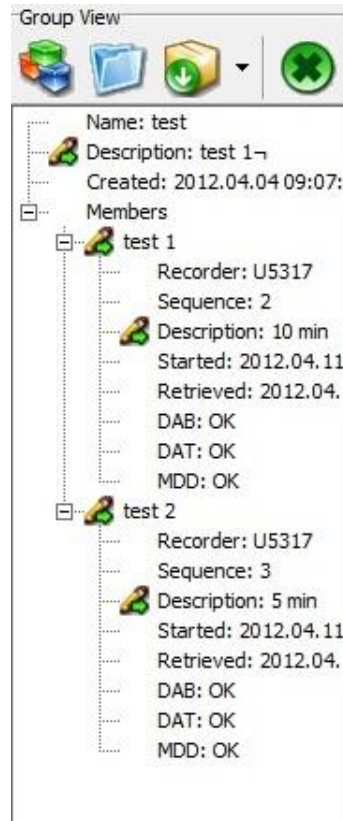 Group View
Name: test
Description: test 1¬
Created: 2012.04.04 09:07:
Members
test 1
Recorder: U5317
Sequence: 2
Description: 10 min
Started: 2012.04.11
Retrieved: 2012.04.
DAB: OK
DAT: OK
MDD: OK
test 2
Recorder: U5317
Sequence: 3
Description: 5 min
Started: 2012.04.11
Retrieved: 2012.04.
DAB: OK
DAT: OK
MDD: OK